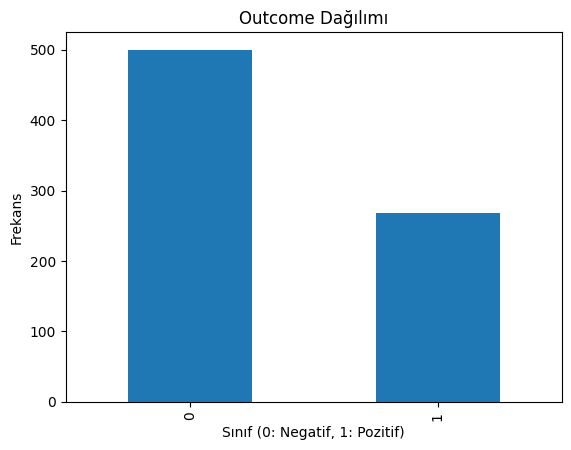 Outcome Dağılımı
Frekans
500
400
300
200
100
0
0
1
Sınıf (0: Negatif, 1: Pozitif)